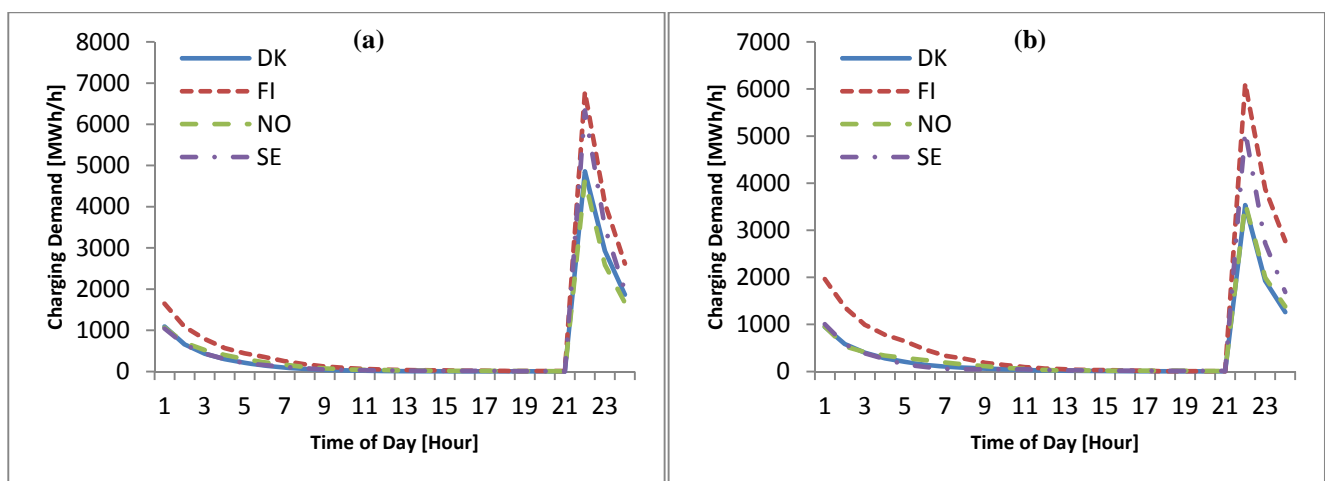 (a)
8000
7000
6000
5000
4000
3000
2000
1000
0
Charging Demand [MWh/h]
DK
FI
NO
SE
1 3 5 7 9 11 13 15 17 19 21 23
Time of Day [Hour]
(b)
7000
6000
5000
4000
3000
2000
1000
0
Charging Demand [MWh/h]
DK
FI
NO
SE
1 3 5 7 9 11 13 15 17 19 21 23
Time of Day [Hour]